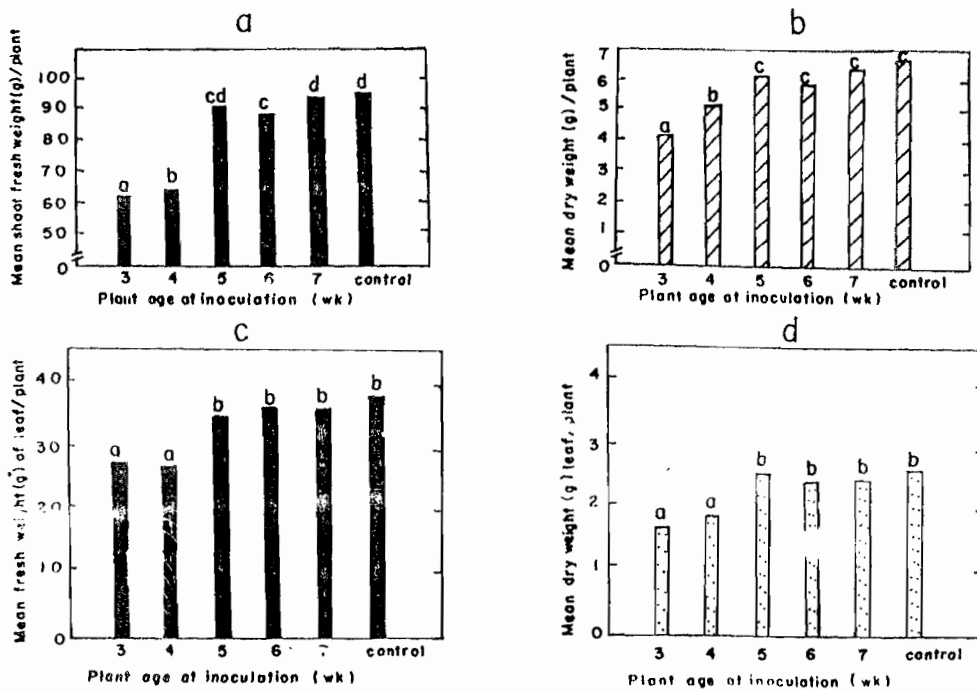 a
Mean shoot fresh weight(g)/plant
100
90
80
70
60
50
0
a
b
cd
c
d
d
3 4 5 6 7 control
Plant age at inoculation (wk)
b
Mean dry weight (g)/plant
7
6
5
4
3
2
1
0
a
b
c
c
c
c
3 4 5 6 7 control
Plant age at inoculation (wk)
c
Mean fresh weight(g) of leaf/plant
40
30
20
10
0
a
a
b
b
b
b
3 4 5 6 control
Plant age at inoculation (wk)
d
Mean dry weight (g) leaf, plant
4
3
2
1
0
a
a
b
b
b
b
3 4 5 6 7 control
Plant age at inoculation (wk)